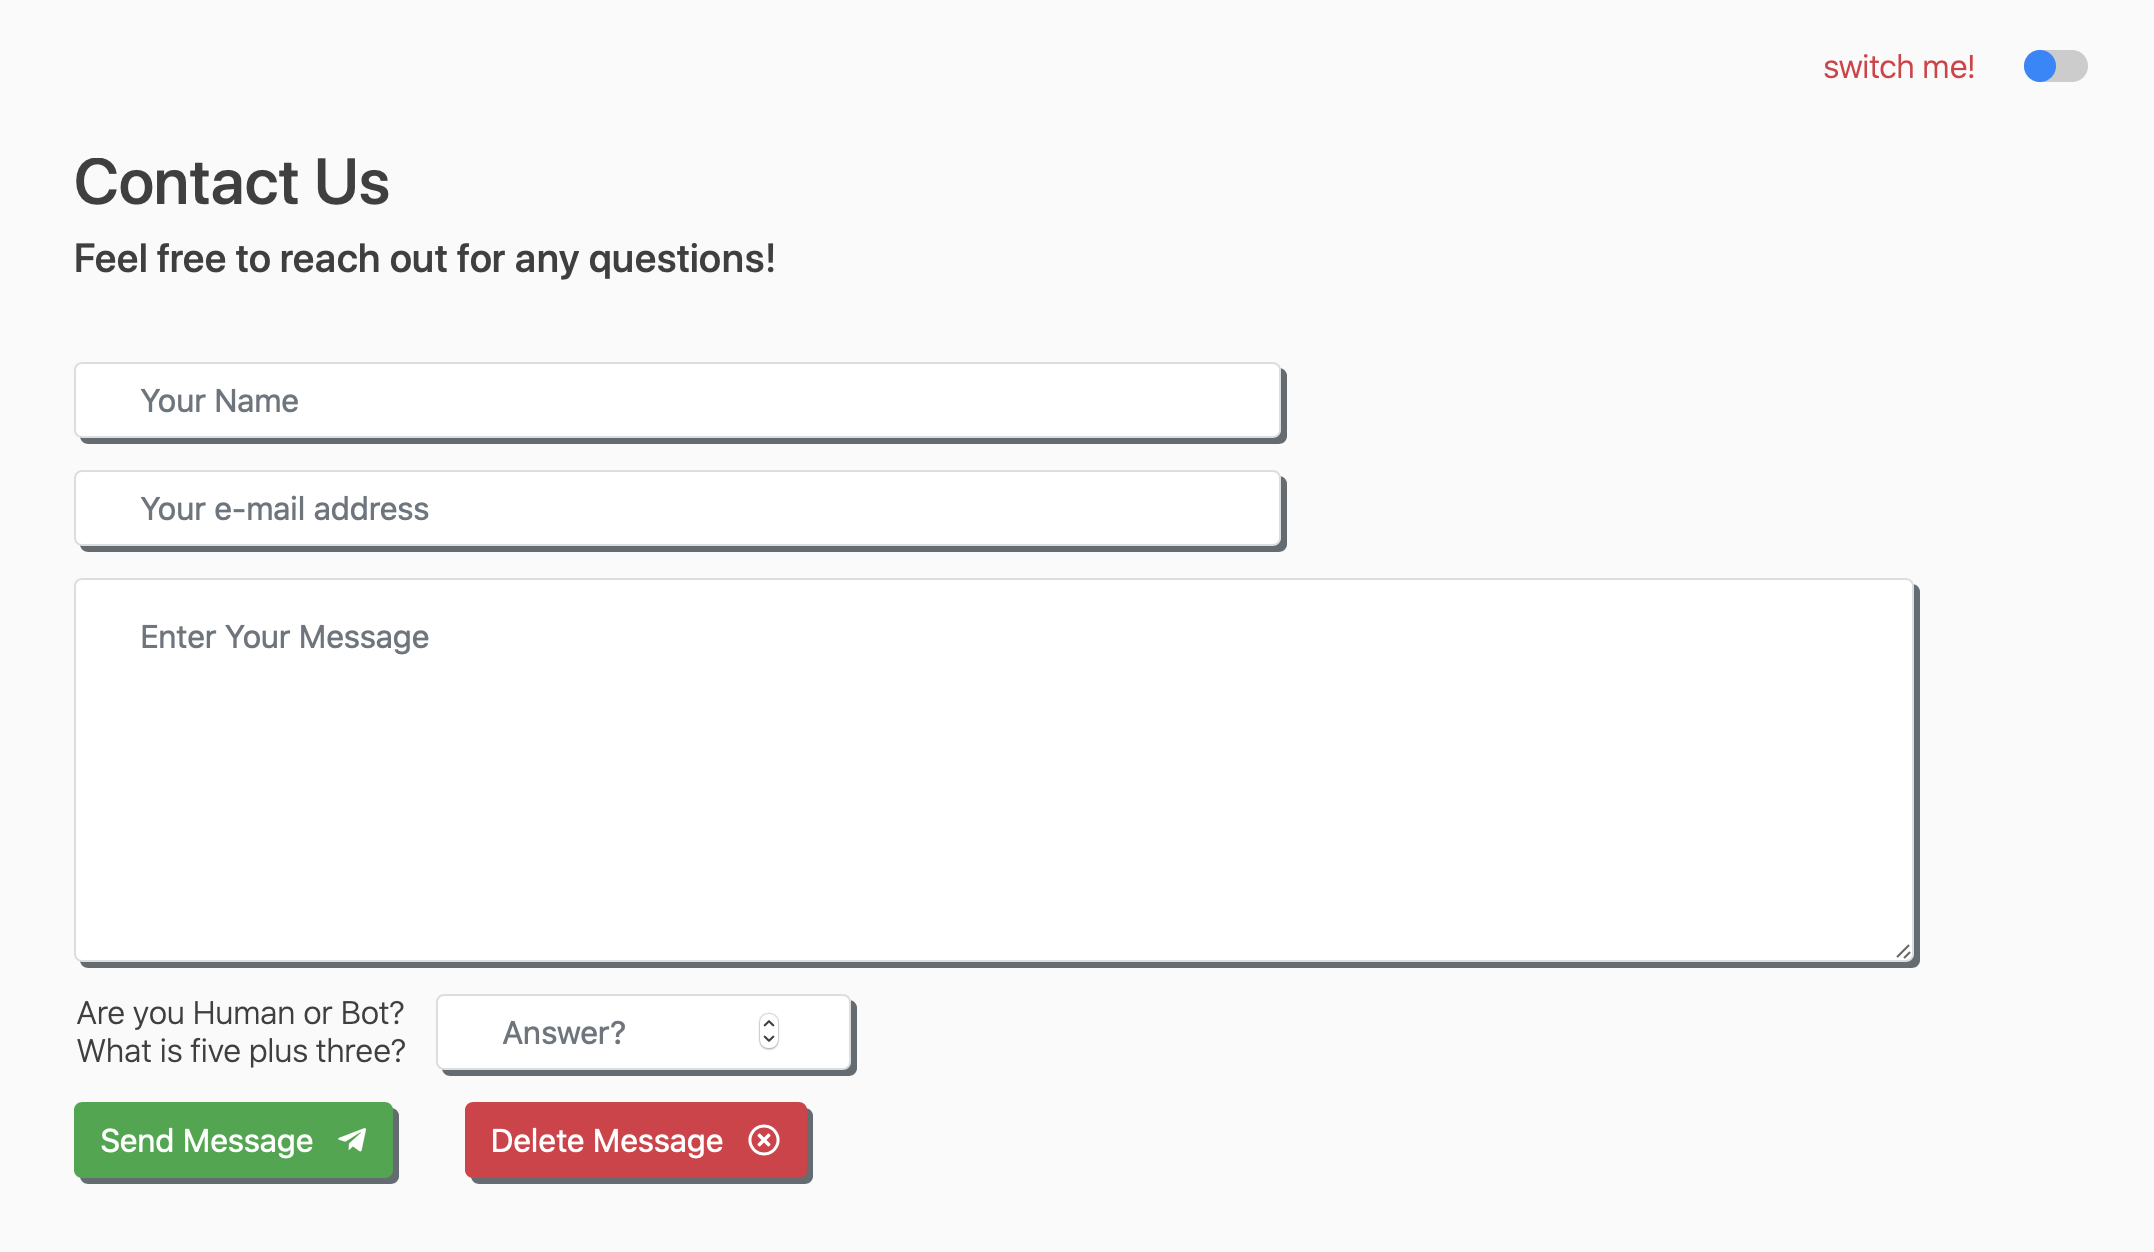 switch me!
Contact Us
Feel free to reach out for any questions!
Your Name
Your e-mail address
Enter Your Message
Are you Human or Bot?
What is five plus three?
Answer?
Send Message
Delete Message